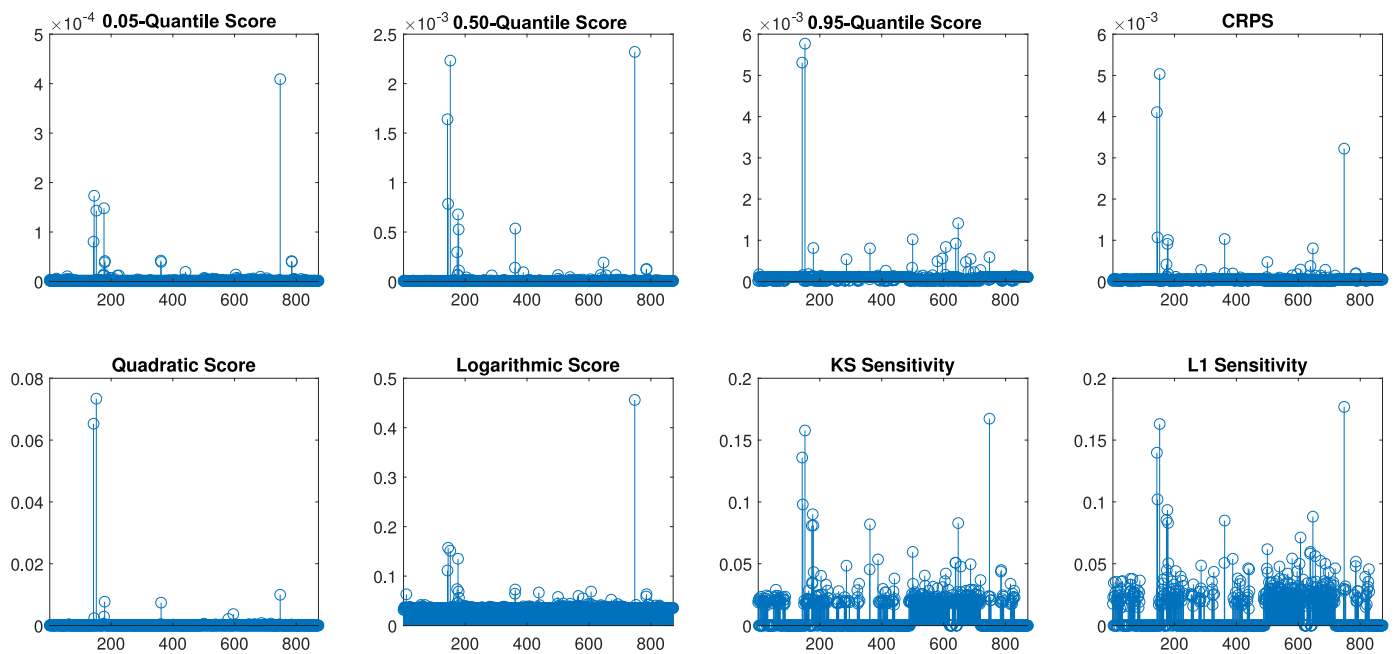 ×10⁻⁴ 0.05-Quantile Score
5
4
3
2
1
0
200 400 600 800
×10⁻³ 0.50-Quantile Score
2.5
2
1.5
1
0.5
0
200 400 600 800
×10⁻³ 0.95-Quantile Score
6
5
4
3
2
1
0
200 400 600 800
×10⁻³ CRPS
6
5
4
3
2
1
0
200 400 600 800
Quadratic Score
0.08
0.06
0.04
0.02
0
200 400 600 800
Logarithmic Score
0.5
0.4
0.3
0.2
0.1
0
200 400 600 800
KS Sensitivity
0.2
0.15
0.1
0.05
0
200 400 600 800
L1 Sensitivity
0.2
0.15
0.1
0.05
0
200 400 600 800